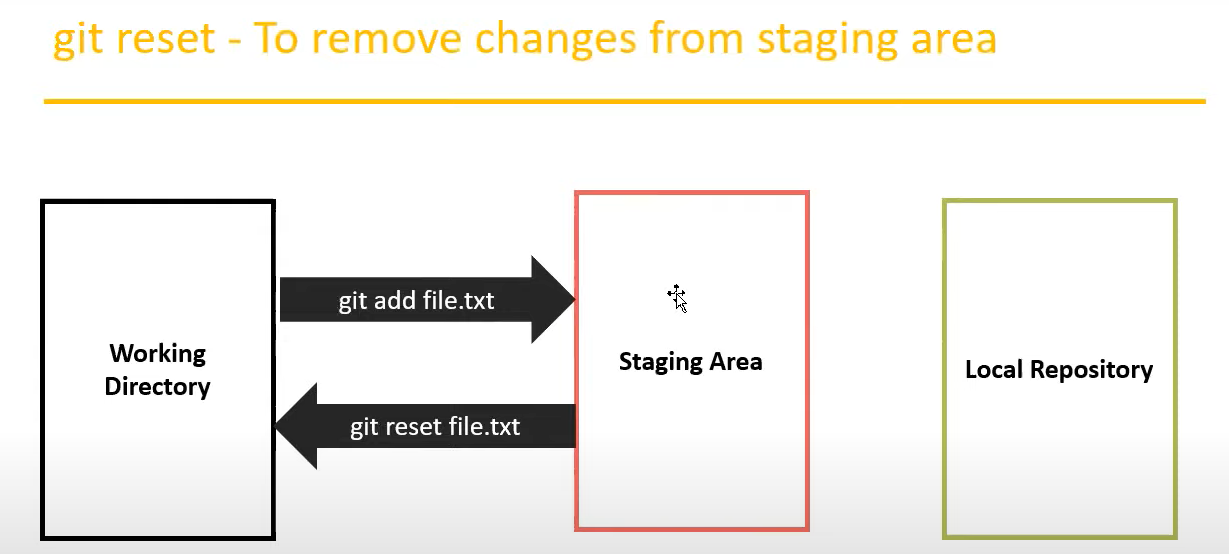 git reset - To remove changes from staging area
git add file.txt
Working
Directory
Staging Area
Local Repository
git reset file.txt